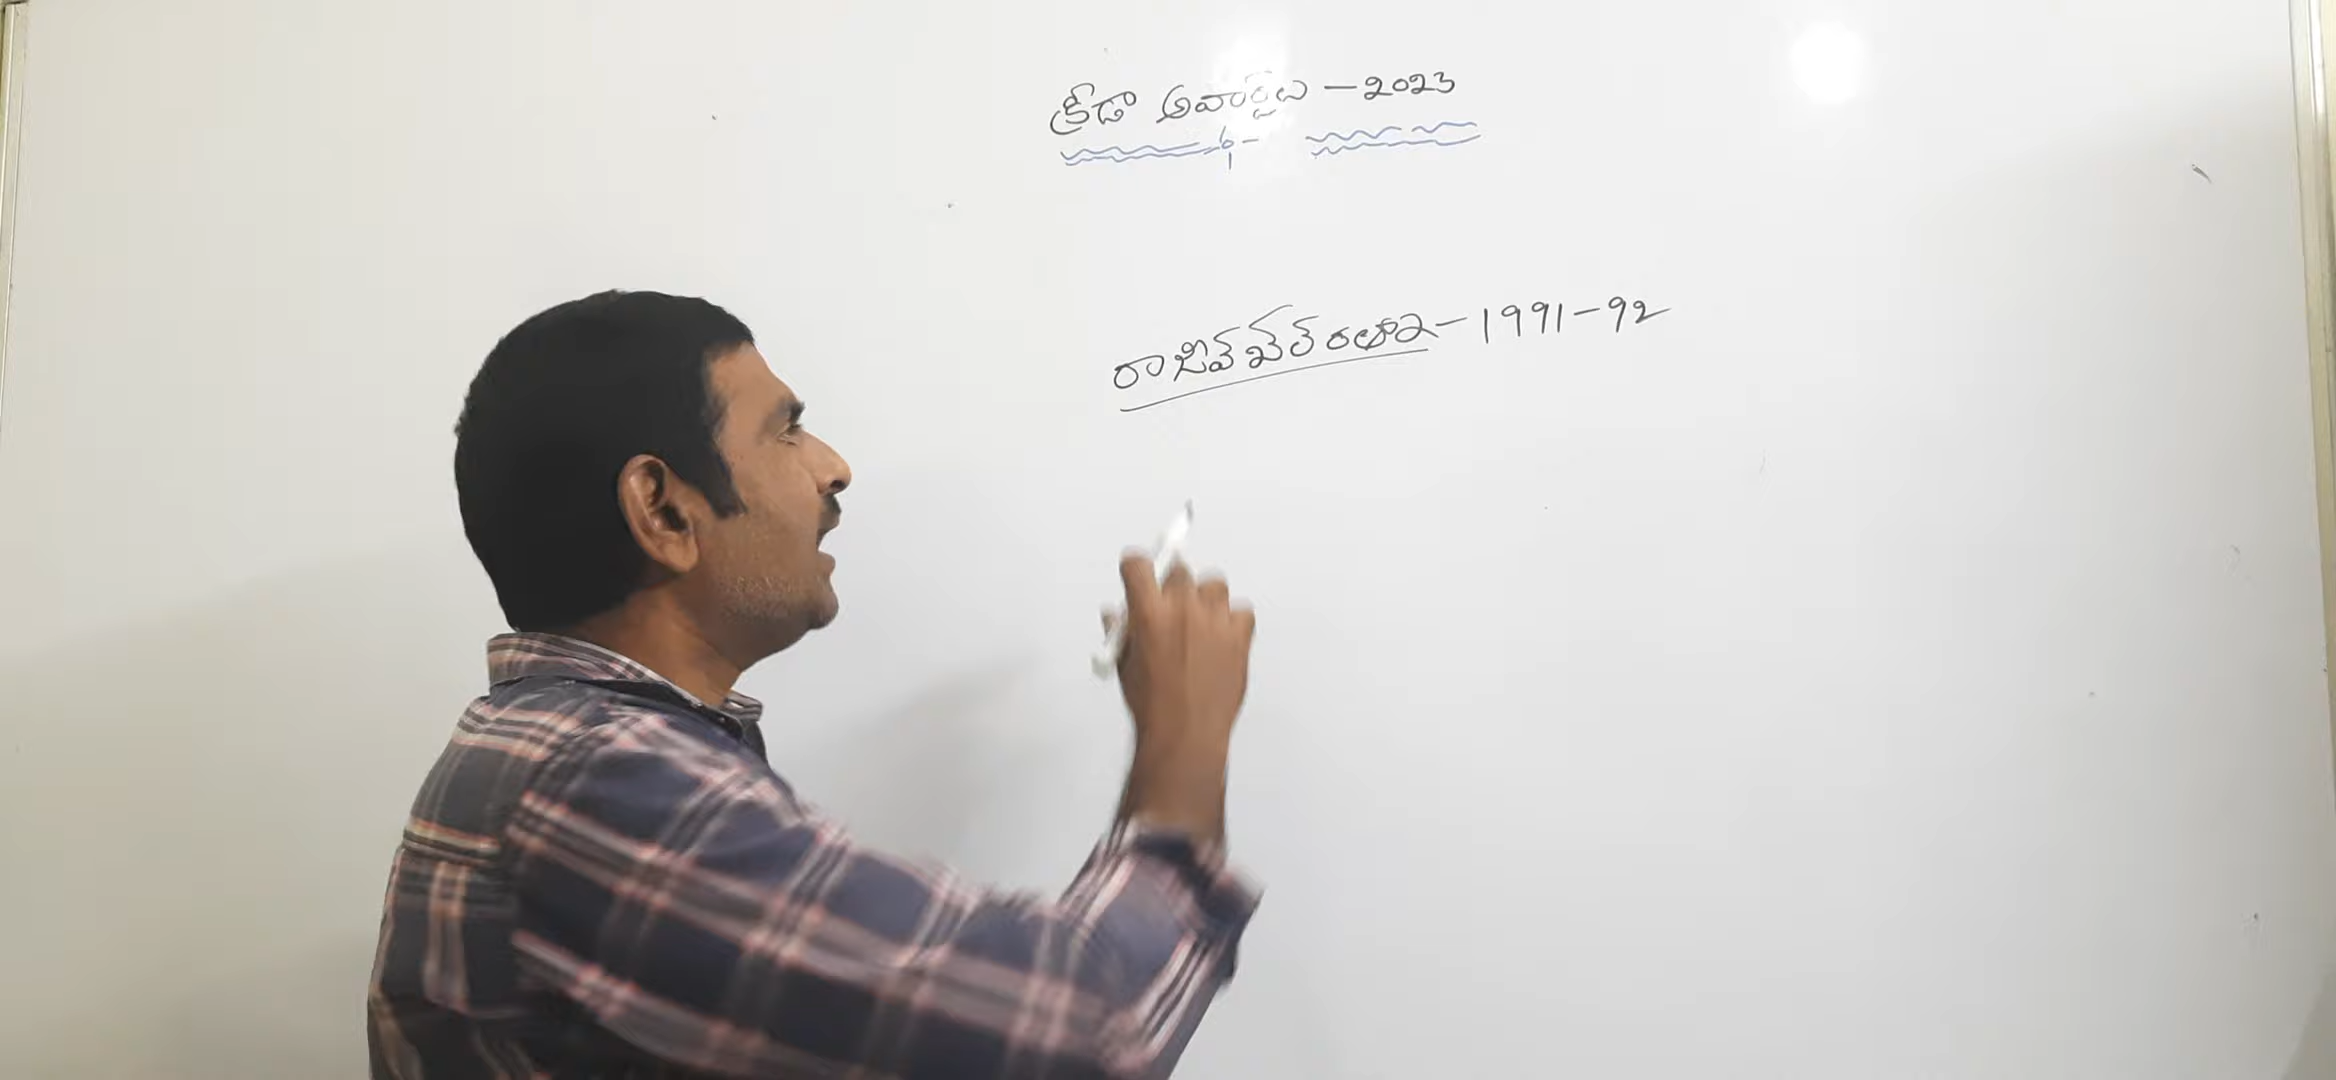 క్రీడా అవార్డులు - 2023
రాజీవ్ ఖేల్ రత్న - 1991-92